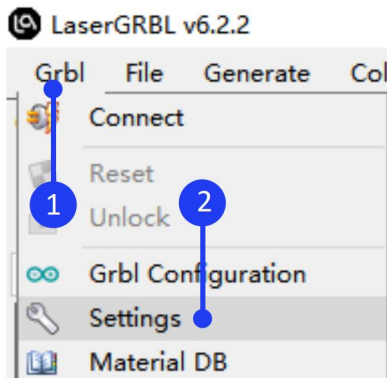 LaserGRBL v6.2.2
Grbl File Generate Col
Connect
Reset
1
2
Unlock
Grbl Configuration
Settings
Material DB